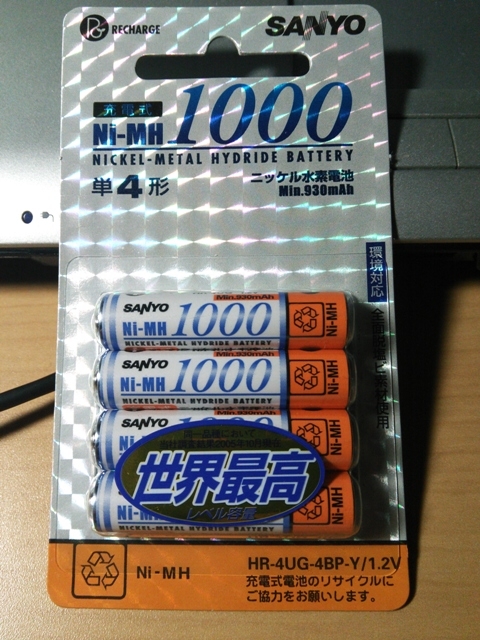 RECHARGE
SANYO
充電式
Ni-MH 1000
NICKEL-METAL HYDRIDE BATTERY
単4形
ニッケル水素電池
Min.930mAh
環境対応
Min.930mAh
SANYO
Ni-MH 1000
NICKEL-METAL HYDRIDE BATTERY
Ni-MH
SANYO
Ni-MH 1000
NICKEL-METAL HYDRIDE BATTERY
Ni-MH
SANYO
Ni-MH
世界最高
レベル容量
Ni-MH
HR-4UG-4BP-Y/1.2V
充電式電池のリサイクルに
ご協力をお願いします。